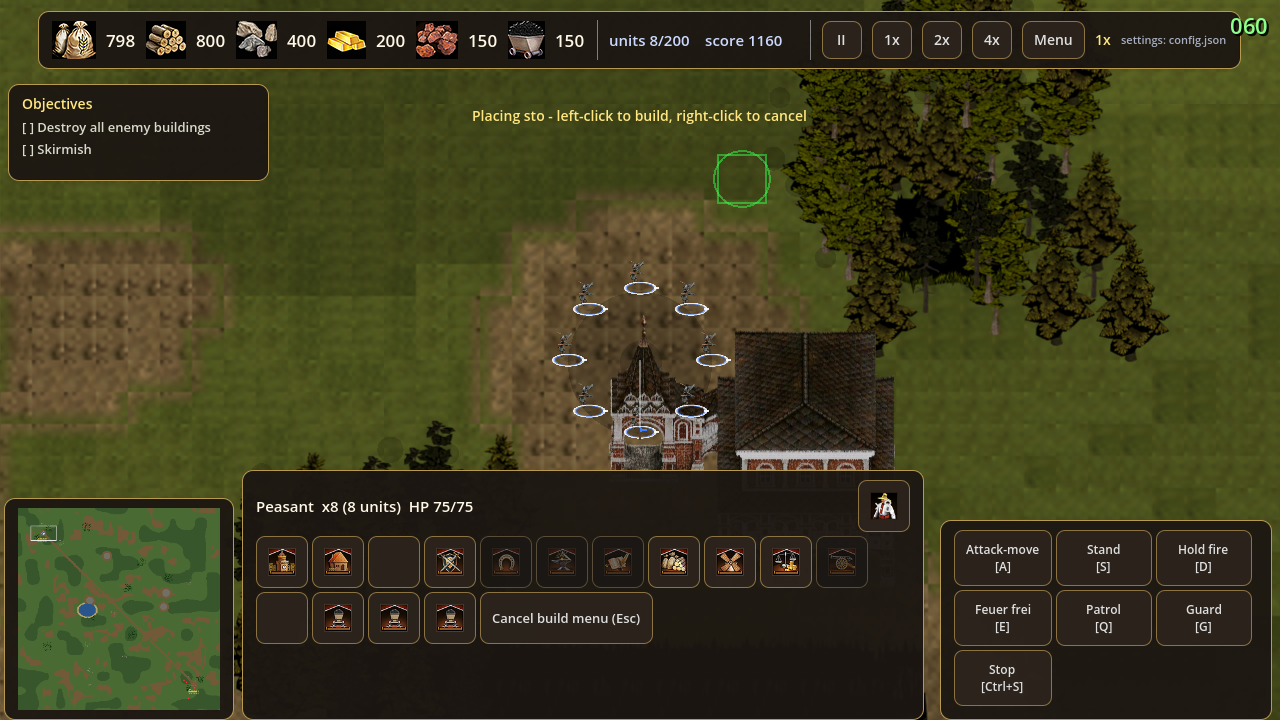 798 800 400 200 150 150 units 8/200 score 1160 II 1x 2x 4x Menu 1x settings: config.json 060
Objectives
[ ] Destroy all enemy buildings
[ ] Skirmish
Placing sto - left-click to build, right-click to cancel
Peasant x8 (8 units) HP 75/75
Cancel build menu (Esc)
Attack-move
[A]
Stand
[S]
Hold fire
[D]
Feuer frei
[E]
Patrol
[Q]
Guard
[G]
Stop
[Ctrl+S]